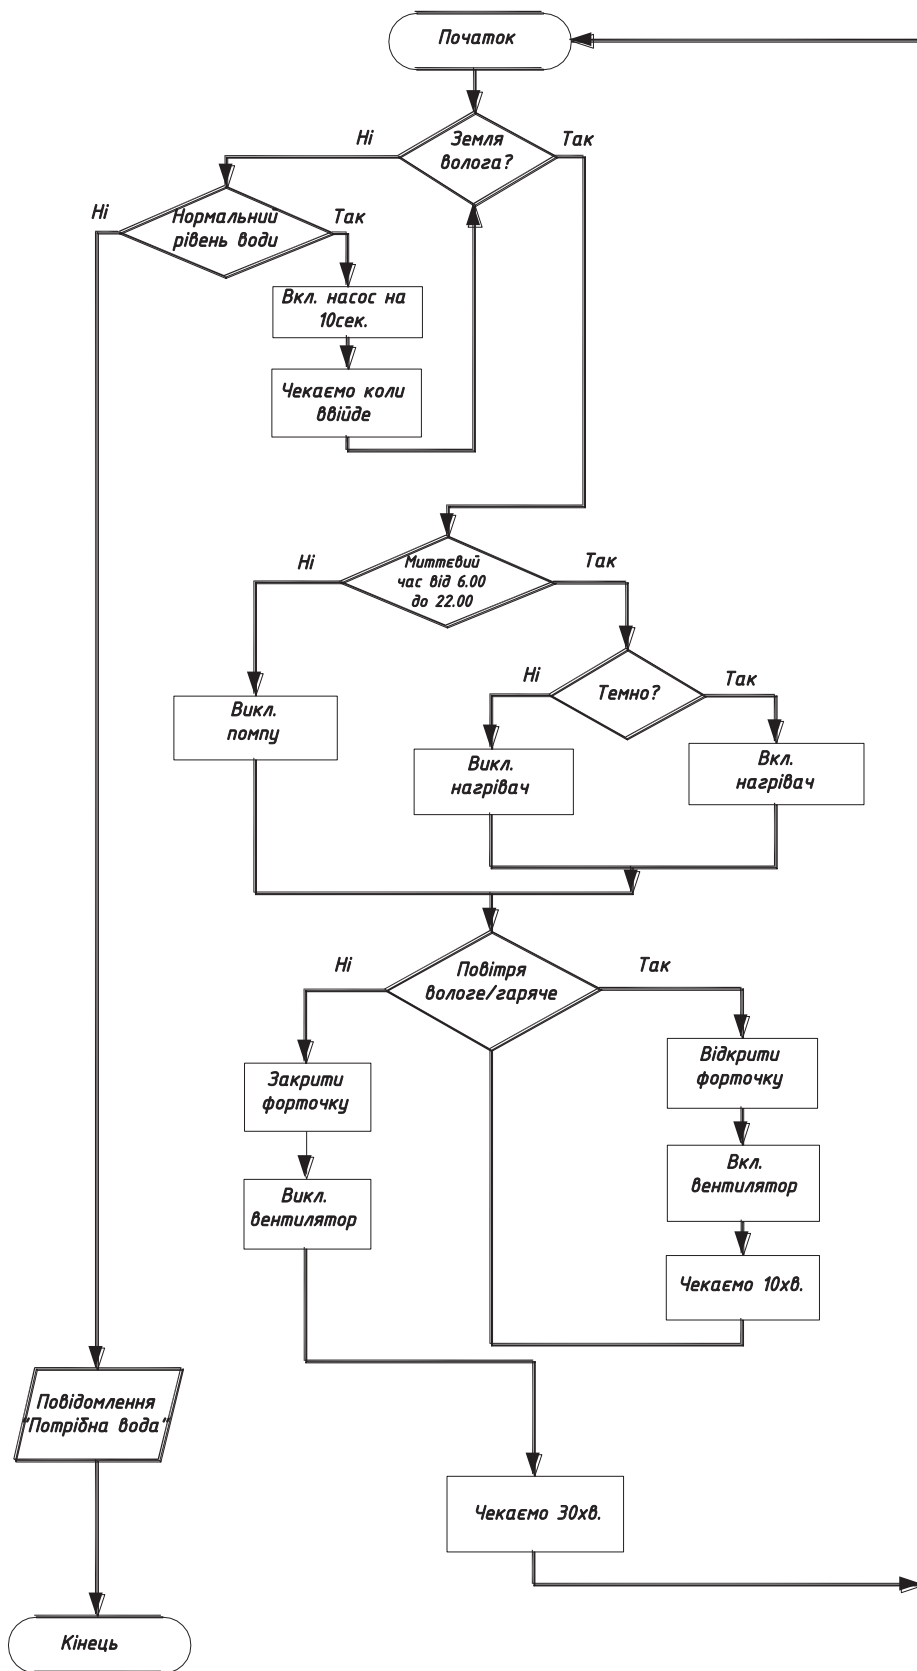 Початок
Ні
Земля
волога?
Так
Ні
Нормальний
рівень води
Так
Вкл. насос на
10сек.
Чекаємо коли
ввійде
Ні
Миттєвий
час від 6.00
до 22.00
Так
Ні
Темно?
Так
Викл.
помпу
Викл.
нагрівач
Вкл.
нагрівач
Ні
Повітря
вологе/гаряче
Так
Закрити
форточку
Відкрити
форточку
Викл.
вентилятор
Вкл.
вентилятор
Чекаємо 10хв.
Повідомлення
"Потрібна вода"
Чекаємо 30хв.
Кінець